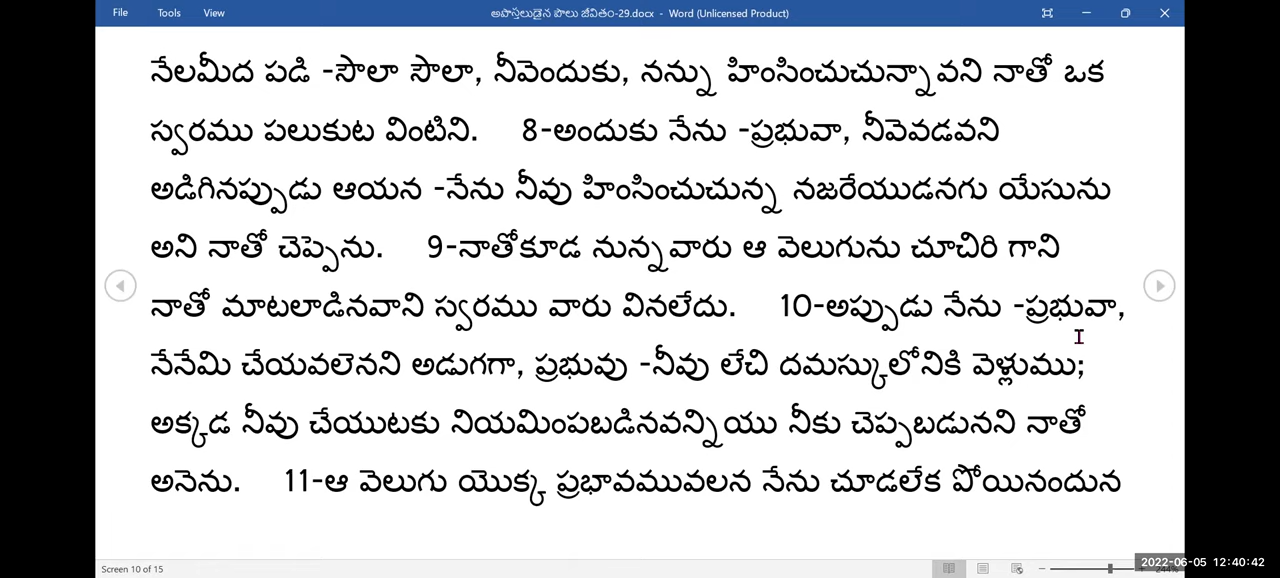 File Tools View అపొస్తలుడైన పౌలు జీవితం-29.docx - Word (Unlicensed Product)
నేలమీద పడి -సౌలా సౌలా, నీవెందుకు, నన్ను హింసించుచున్నావని నాతో ఒక
స్వరము పలుకుట వింటిని. 8-అందుకు నేను -ప్రభువా, నీవెవడవని
అడిగినప్పుడు ఆయన -నేను నీవు హింసించుచున్న నజరేయుడనగు యేసును
అని నాతో చెప్పెను. 9-నాతోకూడ నున్నవారు ఆ వెలుగును చూచిరి గాని
నాతో మాటలాడినవాని స్వరము వారు వినలేదు. 10-అప్పుడు నేను -ప్రభువా,
నేనేమి చేయవలెనని అడుగగా, ప్రభువు -నీవు లేచి దమస్కులోనికి వెళ్లుము;
అక్కడ నీవు చేయుటకు నియమింపబడినవన్నియు నీకు చెప్పబడునని నాతో
అనెను. 11-ఆ వెలుగు యొక్క ప్రభావమువలన నేను చూడలేక పోయినందున
Screen 10 of 15
2022-06-05 12:40:42